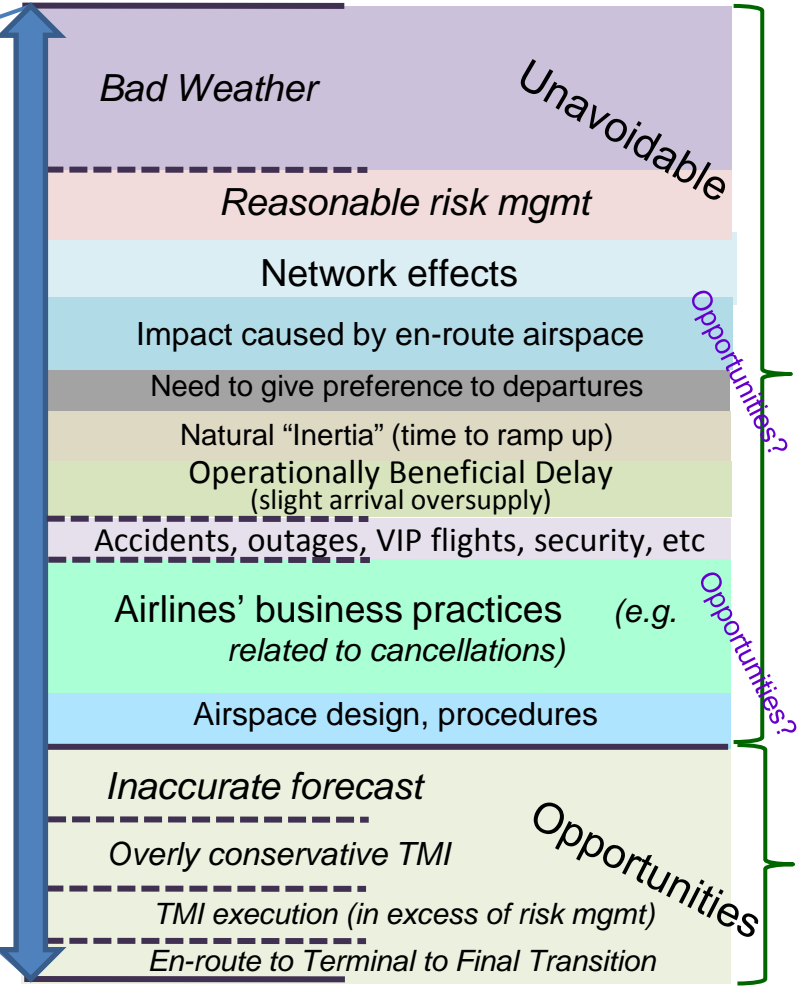 Bad Weather
Unavoidable
Reasonable risk mgmt
Network effects
Opportunities?
Impact caused by en-route airspace
Need to give preference to departures
Natural “Inertia” (time to ramp up)
Operationally Beneficial Delay
(slight arrival oversupply)
Accidents, outages, VIP flights, security, etc
Airlines’ business practices (e.g.
related to cancellations)
Opportunities?
Airspace design, procedures
Inaccurate forecast
Opportunities
Overly conservative TMI
TMI execution (in excess of risk mgmt)
En-route to Terminal to Final Transition